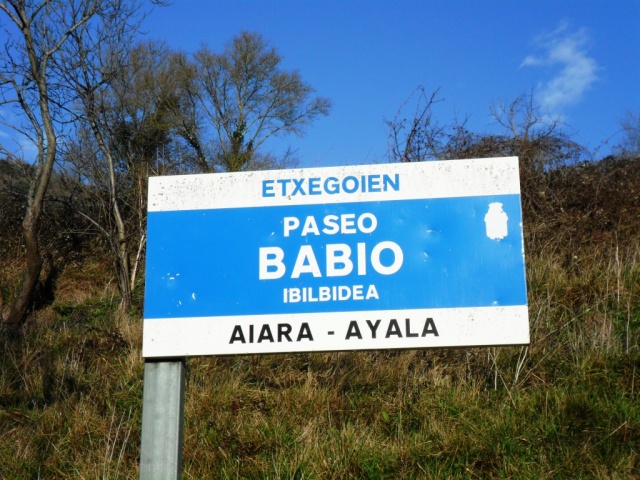 ETXEGOIEN
PASEO
BABIO
IBILBIDEA
AIARA - AYALA